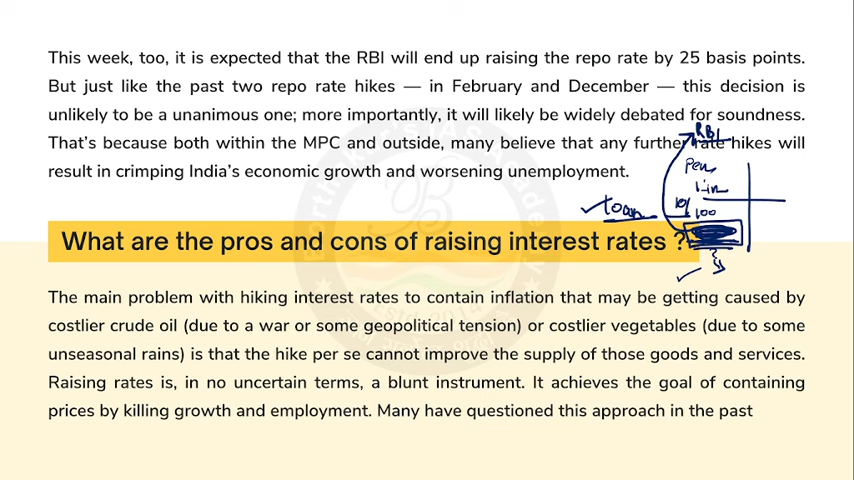 This week, too, it is expected that the RBI will end up raising the repo rate by 25 basis points.
But just like the past two repo rate hikes — in February and December — this decision is
unlikely to be a unanimous one; more importantly, it will likely be widely debated for soundness.
RBI
That's because both within the MPC and outside, many believe that any further rate hikes will
result in crimping India's economic growth and worsening unemployment.
loan
100
What are the pros and cons of raising interest rates ?
The main problem with hiking interest rates to contain inflation that may be getting caused by
costlier crude oil (due to a war or some geopolitical tension) or costlier vegetables (due to some
unseasonal rains) is that the hike per se cannot improve the supply of those goods and services.
Raising rates is, in no uncertain terms, a blunt instrument. It achieves the goal of containing
prices by killing growth and employment. Many have questioned this approach in the past